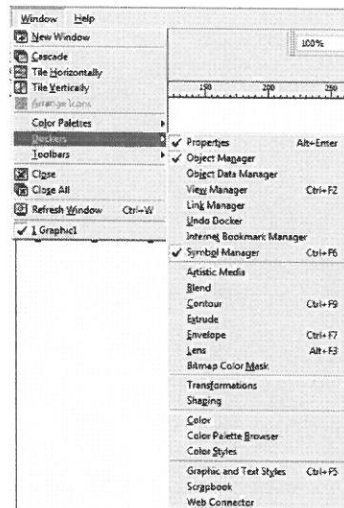 Window Help
New Window
Cascade
Tile Horizontally
Tile Vertically
Arrange Icons
Color Palettes
Dockers
Toolbars
Close
Close All
Refresh Window Ctrl+W
✓ 1 Graphic1
100%
150 200 250
✓ Properties Alt+Enter
✓ Object Manager
Object Data Manager
View Manager Ctrl+F2
Link Manager
Undo Docker
Internet Bookmark Manager
✓ Symbol Manager Ctrl+F6
Artistic Media
Blend
Contour Ctrl+F9
Extrude
Envelope Ctrl+F7
Lens Alt+F3
Bitmap Color Mask
Transformations
Shaping
Color
Color Palette Browser
Color Styles
Graphic and Text Styles Ctrl+F5
Scrapbook
Web Connector